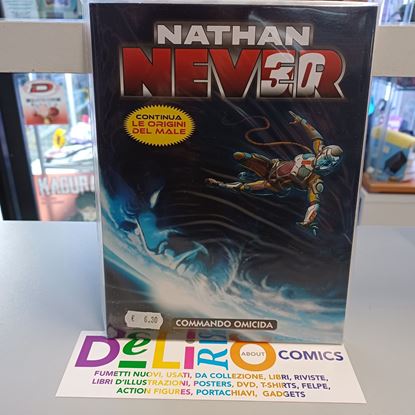 NATHAN
NEVER
30
CONTINUA
LE ORIGINI
DEL MALE
KAGURA
€ 6.30
COMMANDO OMICIDA
DELIRIO ABOUT COMICS
FUMETTI NUOVI, USATI, DA COLLEZIONE, LIBRI, RIVISTE,
LIBRI D'ILLUSTRAZIONI, POSTERS, DVD, T-SHIRTS, FELPE,
ACTION FIGURES, PORTACHIAVI, GADGETS